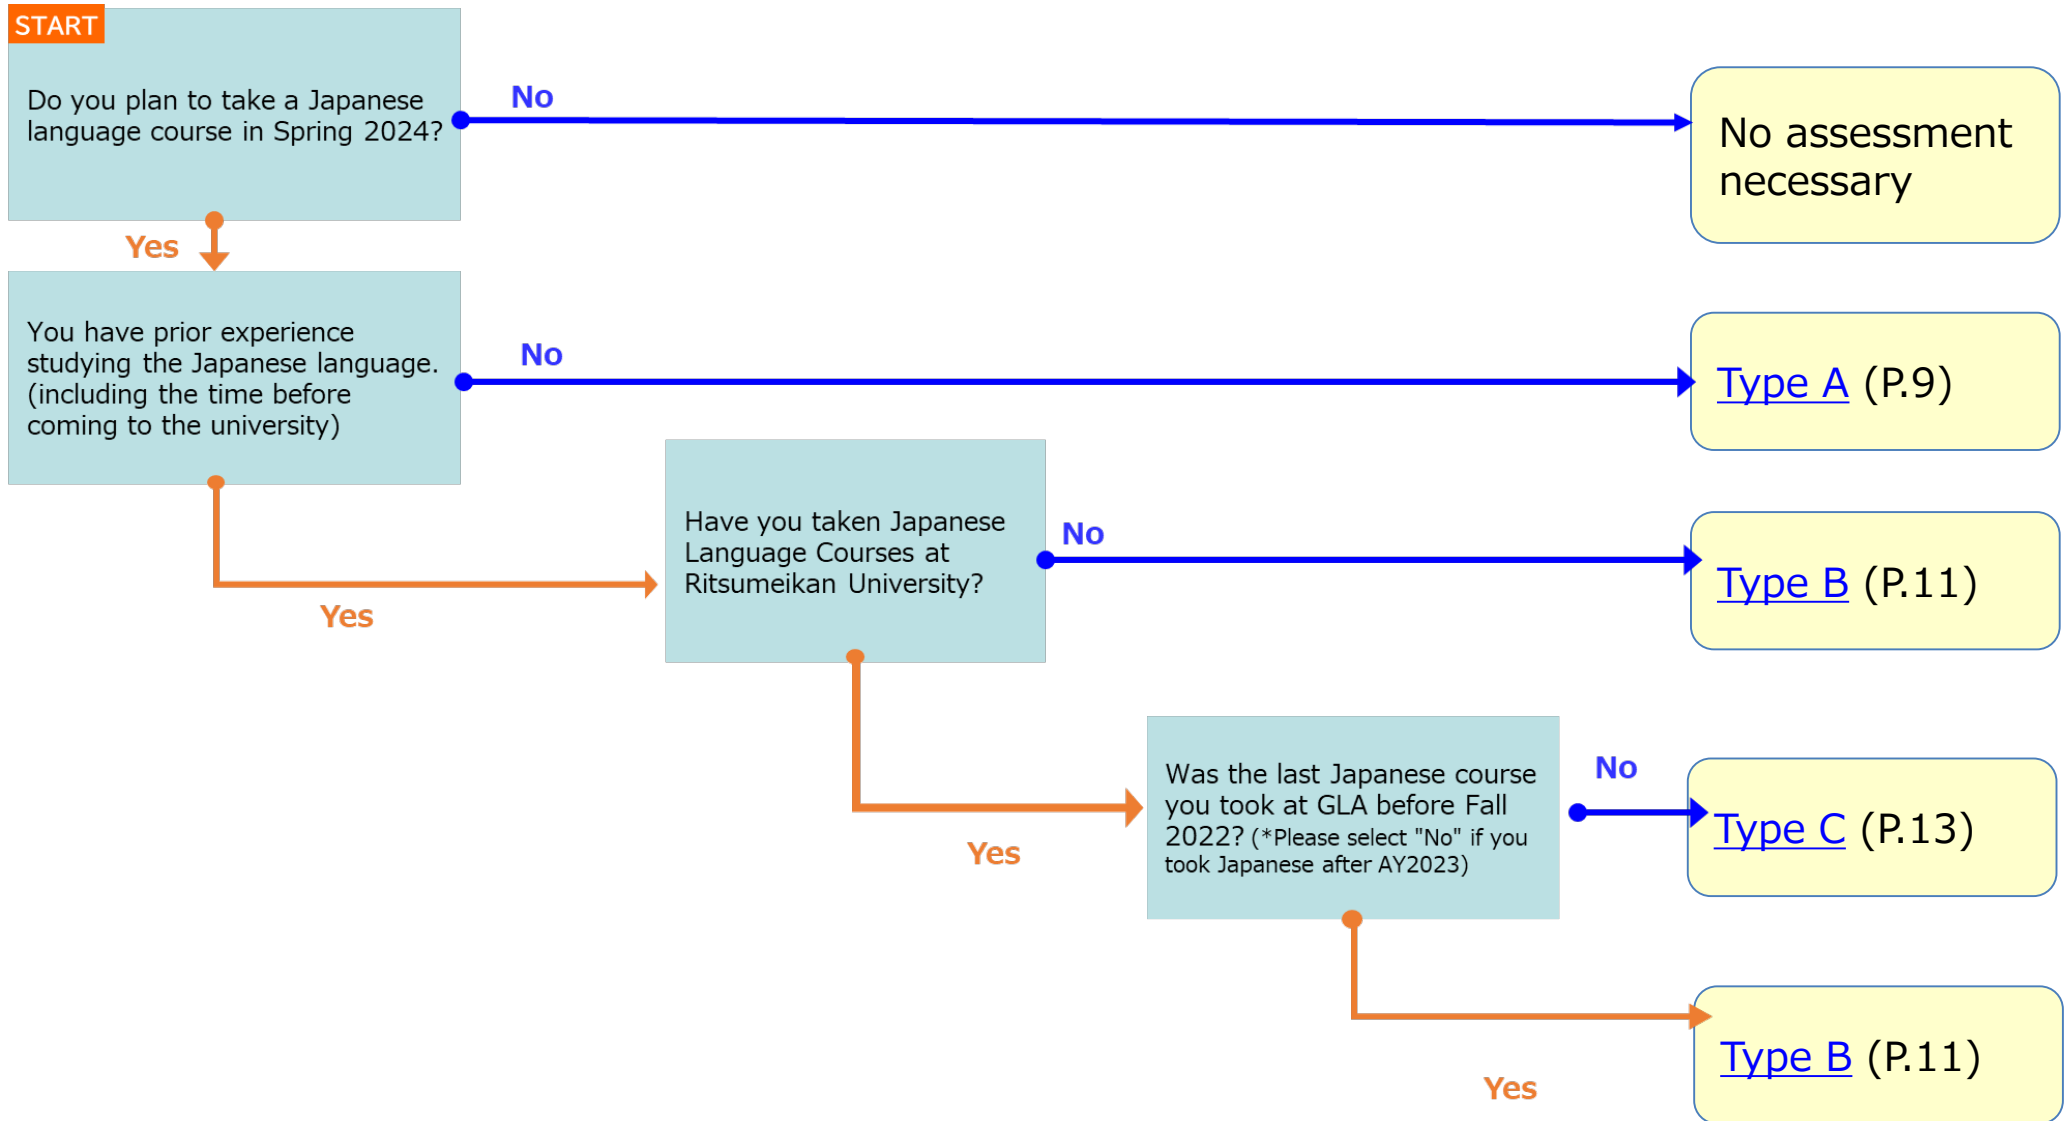 START
Do you plan to take a Japanese
language course in Spring 2024?
No
No assessment
necessary
Yes
You have prior experience
studying the Japanese language.
(including the time before
coming to the university)
No
Type A (P.9)
Yes
Have you taken Japanese
Language Courses at
Ritsumeikan University?
No
Type B (P.11)
Yes
Was the last Japanese course
you took at GLA before Fall
2022? (*Please select "No" if you
took Japanese after AY2023)
No
Type C (P.13)
Yes
Type B (P.11)